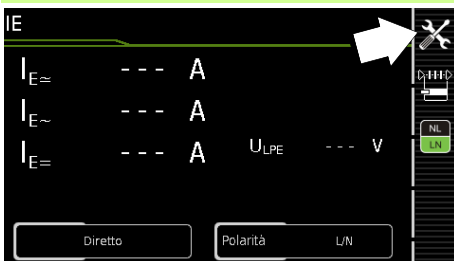 IE
IE≃ --- A
IE~ --- A
IE= --- A
ULPE --- V
NL
LN
Diretto
Polarità L/N